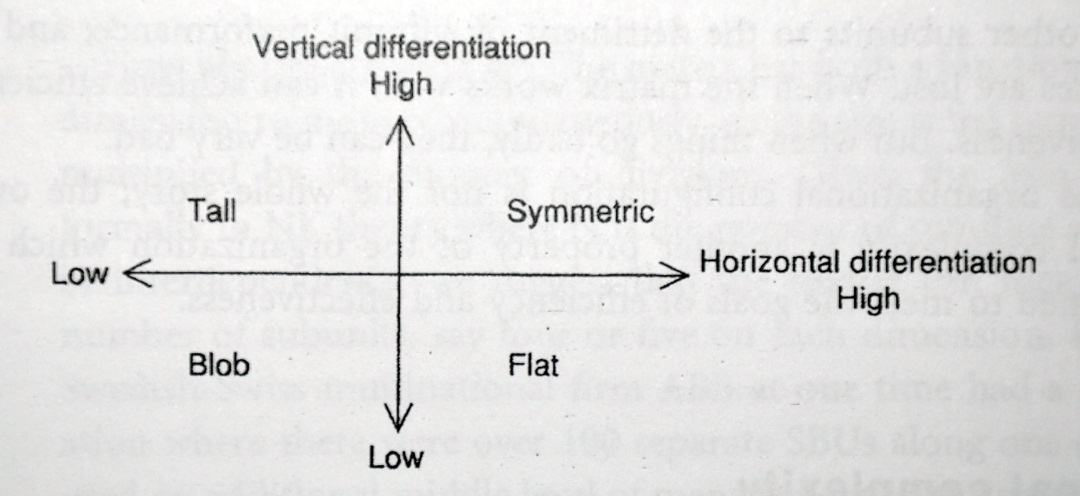 Vertical differentiation
High
Tall
Symmetric
Low
Horizontal differentiation
High
Blob
Flat
Low